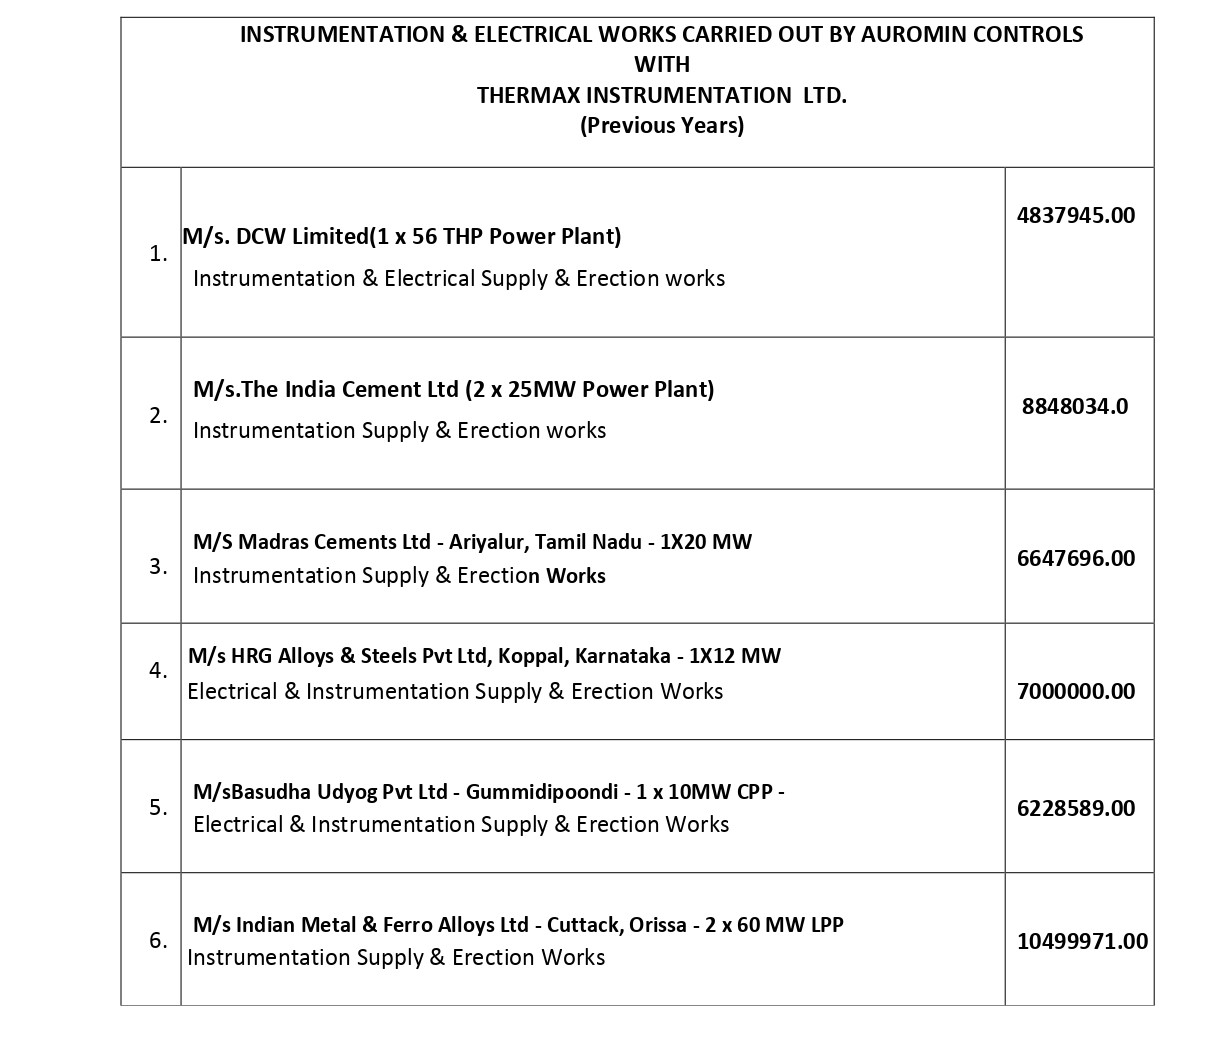 INSTRUMENTATION & ELECTRICAL WORKS CARRIED OUT BY AUROMIN CONTROLS
WITH
THERMAX INSTRUMENTATION  LTD.
(Previous Years)
1.
M/s. DCW Limited(1 x 56 THP Power Plant)
Instrumentation & Electrical Supply & Erection works
4837945.00
2.
M/s.The India Cement Ltd (2 x 25MW Power Plant)
Instrumentation Supply & Erection works
8848034.0
3.
M/S Madras Cements Ltd - Ariyalur, Tamil Nadu - 1X20 MW
Instrumentation Supply & Erection Works
6647696.00
4.
M/s HRG Alloys & Steels Pvt Ltd, Koppal, Karnataka - 1X12 MW
Electrical & Instrumentation Supply & Erection Works
7000000.00
5.
M/sBasudha Udyog Pvt Ltd - Gummidipoondi - 1 x 10MW CPP -
Electrical & Instrumentation Supply & Erection Works
6228589.00
6.
M/s Indian Metal & Ferro Alloys Ltd - Cuttack, Orissa - 2 x 60 MW LPP
Instrumentation Supply & Erection Works
10499971.00